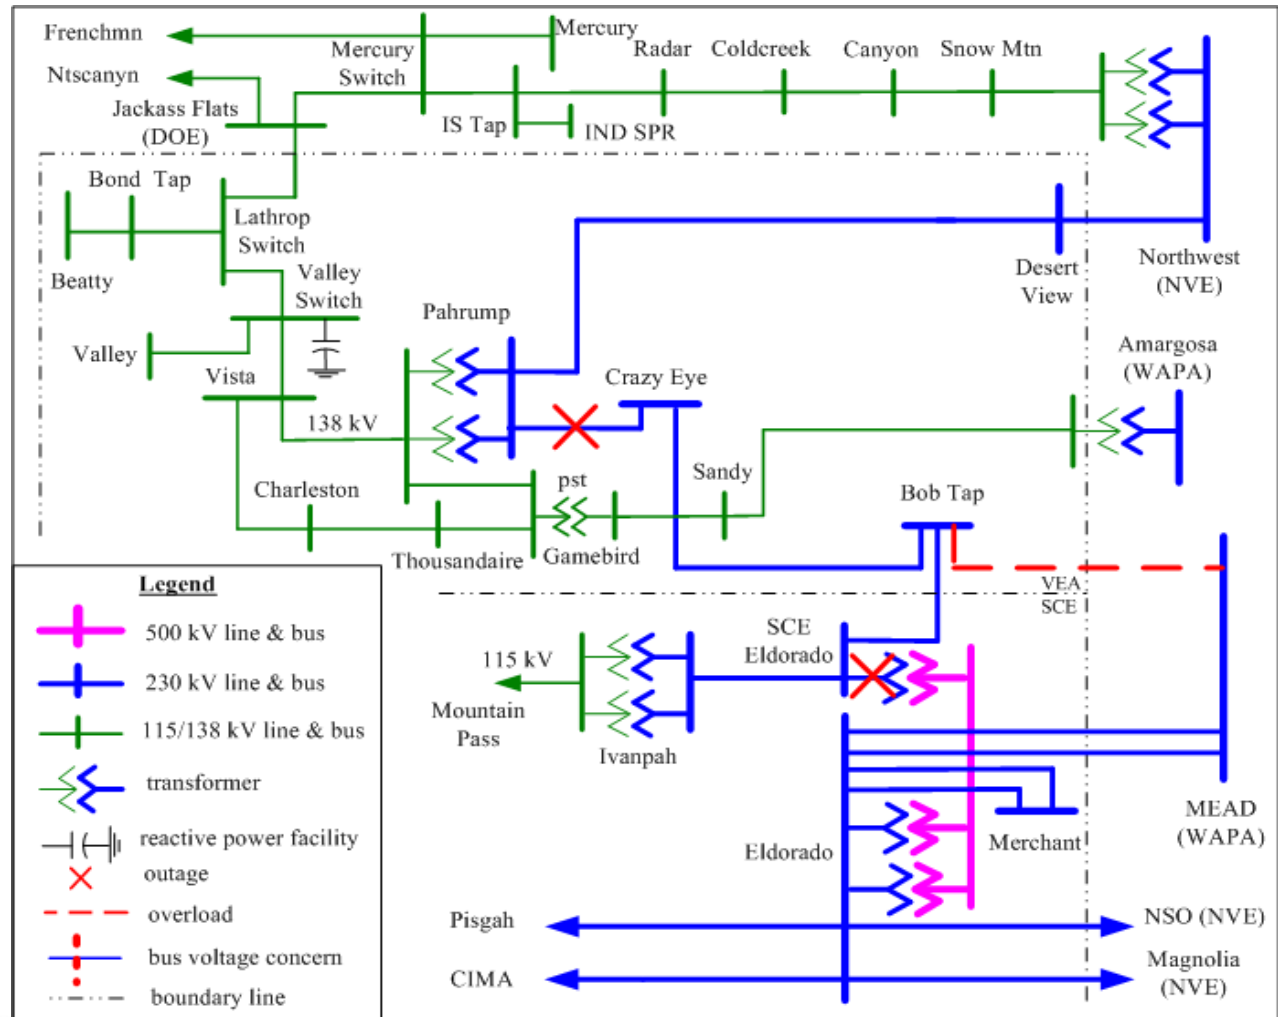 Frenchmn
Mercury
Mercury
Switch
Radar
Coldcreek
Canyon
Snow Mtn
Ntscanyn
Jackass Flats
(DOE)
IS Tap
IND SPR
Bond Tap
Lathrop
Switch
Beatty
Valley
Switch
Desert
View
Northwest
(NVE)
Pahrump
Valley
Vista
Crazy Eye
Amargosa
(WAPA)
138 kV
Charleston
pst
Sandy
Bob Tap
Thousandaire
Gamebird
VEA
SCE
Legend
500 kV line & bus
230 kV line & bus
115/138 kV line & bus
transformer
reactive power facility
outage
overload
bus voltage concern
boundary line
SCE
Eldorado
115 kV
Mountain
Pass
Ivanpah
MEAD
(WAPA)
Merchant
Eldorado
Pisgah
NSO (NVE)
CIMA
Magnolia
(NVE)